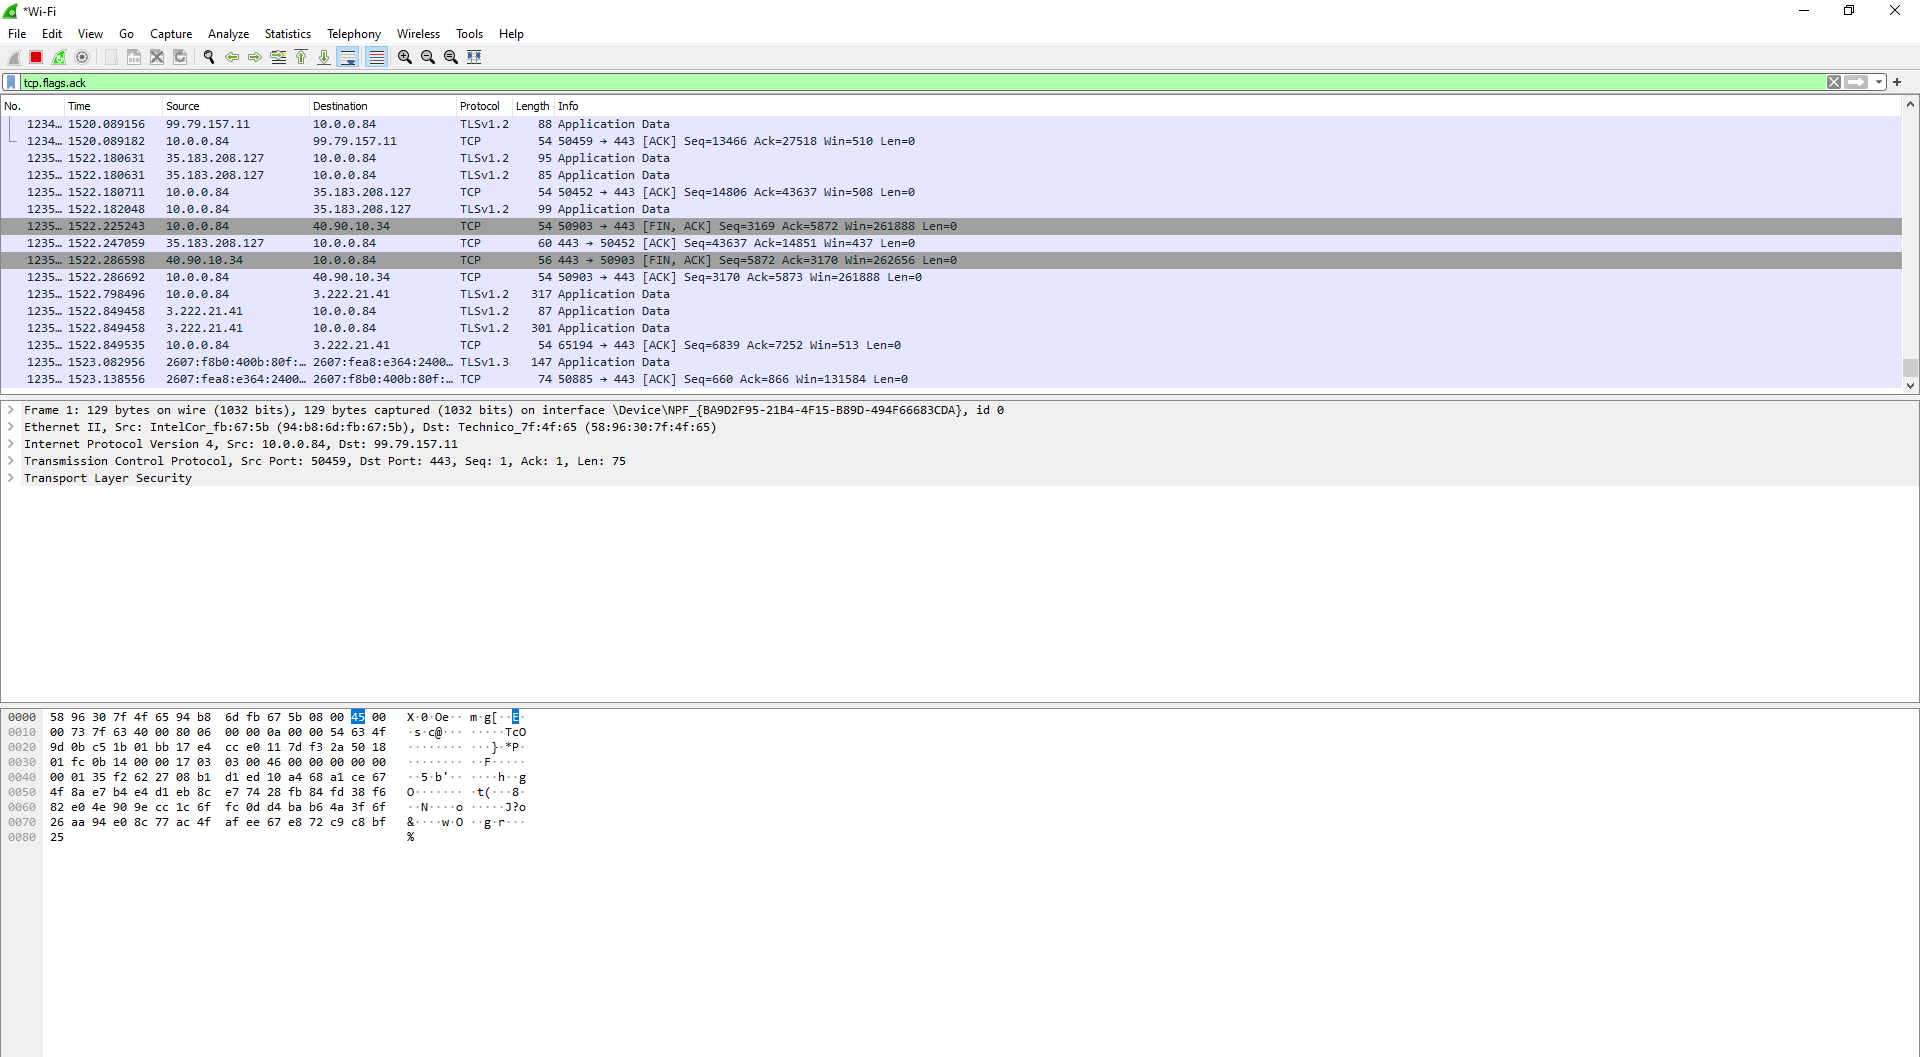 *Wi-Fi
File Edit View Go Capture Analyze Statistics Telephony Wireless Tools Help
tcp.flags.ack
No. Time Source Destination Protocol Length Info
1234… 1520.089156 99.79.157.11 10.0.0.84 TLSv1.2 88 Application Data
1234… 1520.089182 10.0.0.84 99.79.157.11 TCP 54 50459 → 443 [ACK] Seq=13466 Ack=27518 Win=510 Len=0
1235… 1522.180631 35.183.208.127 10.0.0.84 TLSv1.2 95 Application Data
1235… 1522.180631 35.183.208.127 10.0.0.84 TLSv1.2 85 Application Data
1235… 1522.180711 10.0.0.84 35.183.208.127 TCP 54 50452 → 443 [ACK] Seq=14806 Ack=43637 Win=508 Len=0
1235… 1522.182048 10.0.0.84 35.183.208.127 TLSv1.2 99 Application Data
1235… 1522.225243 10.0.0.84 40.90.10.34 TCP 54 50903 → 443 [FIN, ACK] Seq=3169 Ack=5872 Win=261888 Len=0
1235… 1522.247059 35.183.208.127 10.0.0.84 TCP 60 443 → 50452 [ACK] Seq=43637 Ack=14851 Win=437 Len=0
1235… 1522.286598 40.90.10.34 10.0.0.84 TCP 56 443 → 50903 [FIN, ACK] Seq=5872 Ack=3170 Win=262656 Len=0
1235… 1522.286692 10.0.0.84 40.90.10.34 TCP 54 50903 → 443 [ACK] Seq=3170 Ack=5873 Win=261888 Len=0
1235… 1522.798496 10.0.0.84 3.222.21.41 TLSv1.2 317 Application Data
1235… 1522.849458 3.222.21.41 10.0.0.84 TLSv1.2 87 Application Data
1235… 1522.849458 3.222.21.41 10.0.0.84 TLSv1.2 301 Application Data
1235… 1522.849535 10.0.0.84 3.222.21.41 TCP 54 65194 → 443 [ACK] Seq=6839 Ack=7252 Win=513 Len=0
1235… 1523.082956 2607:f8b0:400b:80f:… 2607:fea8:e364:2400… TLSv1.3 147 Application Data
1235… 1523.138556 2607:fea8:e364:2400… 2607:f8b0:400b:80f:… TCP 74 50885 → 443 [ACK] Seq=660 Ack=866 Win=131584 Len=0
Frame 1: 129 bytes on wire (1032 bits), 129 bytes captured (1032 bits) on interface \Device\NPF_{BA9D2F95-21B4-4F15-B89D-494F66683CDA}, id 0
Ethernet II, Src: IntelCor_fb:67:5b (94:b8:6d:fb:67:5b), Dst: Technico_7f:4f:65 (58:96:30:7f:4f:65)
Internet Protocol Version 4, Src: 10.0.0.84, Dst: 99.79.157.11
Transmission Control Protocol, Src Port: 50459, Dst Port: 443, Seq: 1, Ack: 1, Len: 75
Transport Layer Security
0000 58 96 30 7f 4f 65 94 b8 6d fb 67 5b 08 00 45 00 X·0·Oe·· m·g[··E·
0010 00 73 7f 63 40 00 80 06 00 00 0a 00 00 54 63 4f ·s·c@··· ·····TcO
0020 9d 0b c5 1b 01 bb 17 e4 cc e0 11 7d f3 2a 50 18 ········ ···}·*P·
0030 01 fc 0b 14 00 00 17 03 03 00 46 00 00 00 00 00 ········ ··F·····
0040 00 01 35 f2 62 27 08 b1 d1 ed 10 a4 68 a1 ce 67 ··5·b'·· ····h··g
0050 4f 8a e7 b4 e4 d1 eb 8c e7 74 28 fb 84 fd 38 f6 O······· ·t(···8·
0060 82 e0 4e 90 9e cc 1c 6f fc 0d d4 ba b6 4a 3f 6f ··N····o ·····J?o
0070 26 aa 94 e0 8c 77 ac 4f af ee 67 e8 72 c9 c8 bf &····w·O ··g·r···
0080 25 %